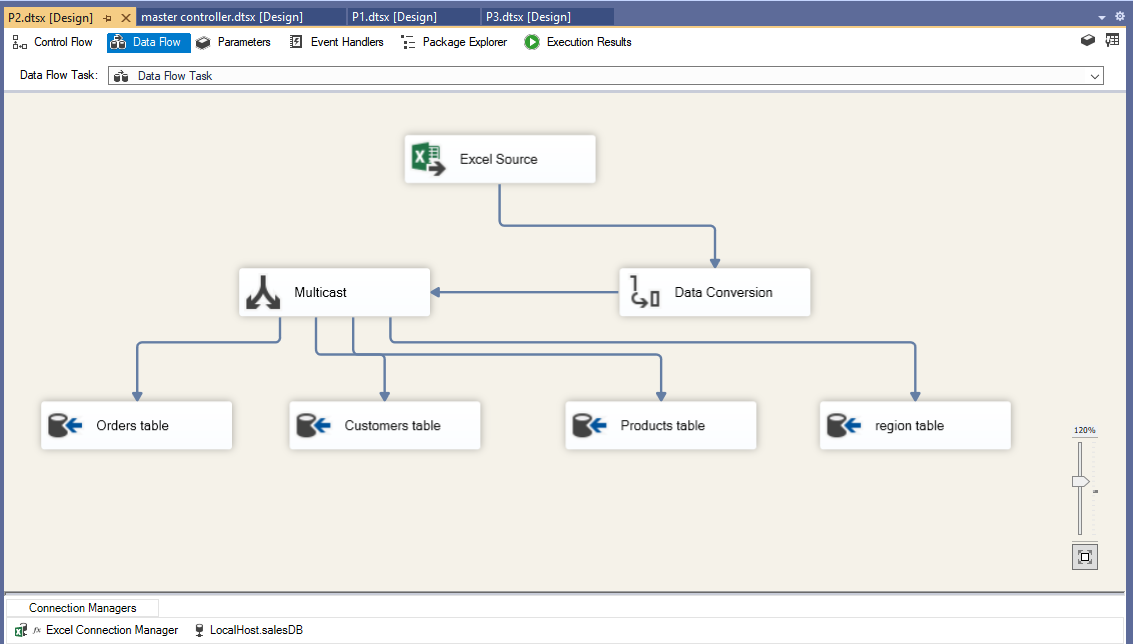 P2.dtsx [Design] master controller.dtsx [Design] P1.dtsx [Design] P3.dtsx [Design]
Control Flow Data Flow Parameters Event Handlers Package Explorer Execution Results
Data Flow Task: Data Flow Task
Excel Source
Multicast Data Conversion
Orders table Customers table Products table region table
120%
Connection Managers
fx Excel Connection Manager LocalHost.salesDB